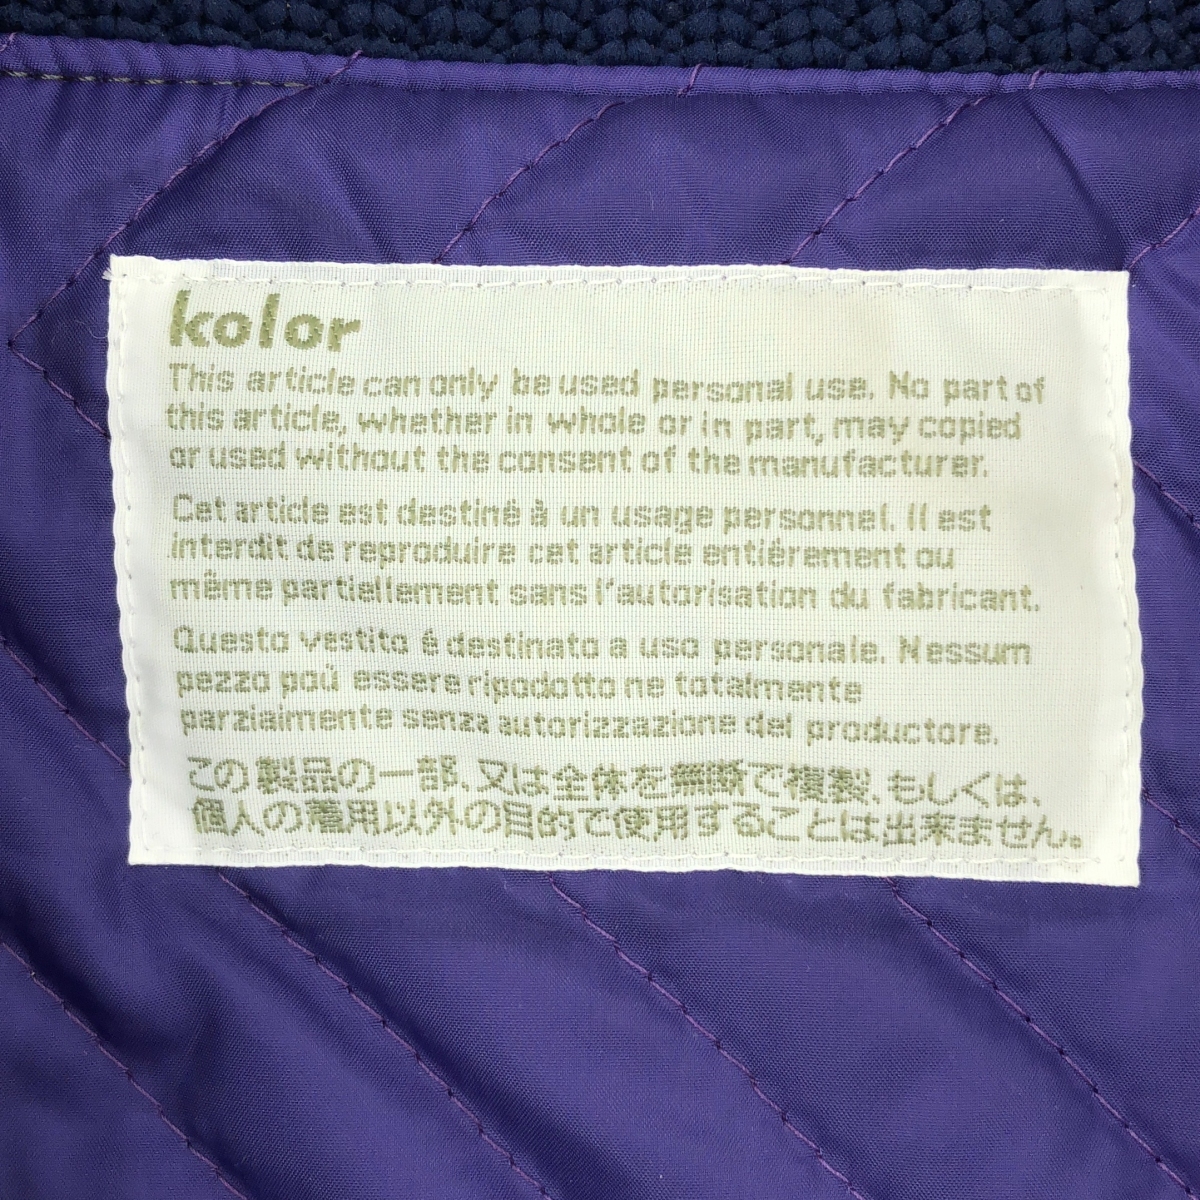 kolor
This article can only be used personal use. No part of
this article, whether in whole or in part, may copied
or used without the consent of the manufacturer.
Cet article est destiné à un usage personnel. Il est
interdit de reproduire cet article entiérement ou
même partiellement sans l'autorisation du fabricant.
Questo vestito é destinato a uso personale. Nessum
pezzo poù essere ripodotto ne totalmente
parzialmente senza autorizzazione del productore.
この製品の一部、又は全体を無断で複製、もしくは、
個人の着用以外の目的で使用することは出来ません。